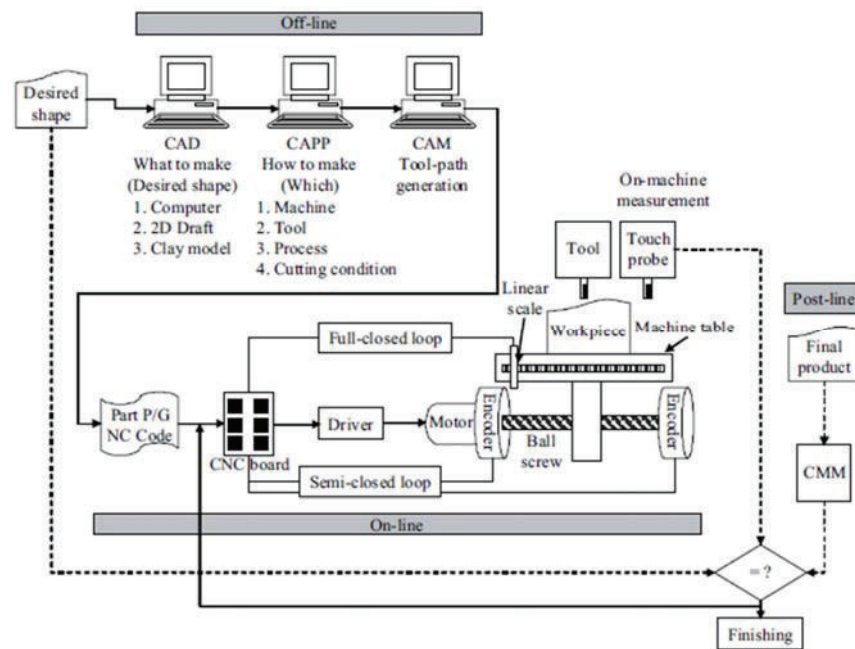 Off-line
Desired
shape
CAD
What to make
(Desired shape)
1. Computer
2. 2D Draft
3. Clay model
CAPP
How to make
(Which)
1. Machine
2. Tool
3. Process
4. Cutting condition
CAM
Tool-path
generation
On-machine
measurement
Tool
Touch
probe
Linear
scale
Workpiece
Machine table
Post-line
Final
product
Full-closed loop
Part P/G
NC Code
CNC board
Driver
Motor
Encoder
Ball
screw
Encoder
CMM
Semi-closed loop
On-line
= ?
Finishing